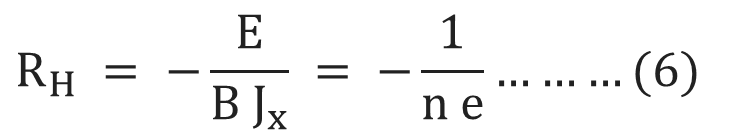 R_H = − E / (B J_x) = − 1 / (n e) ... ... ... (6)